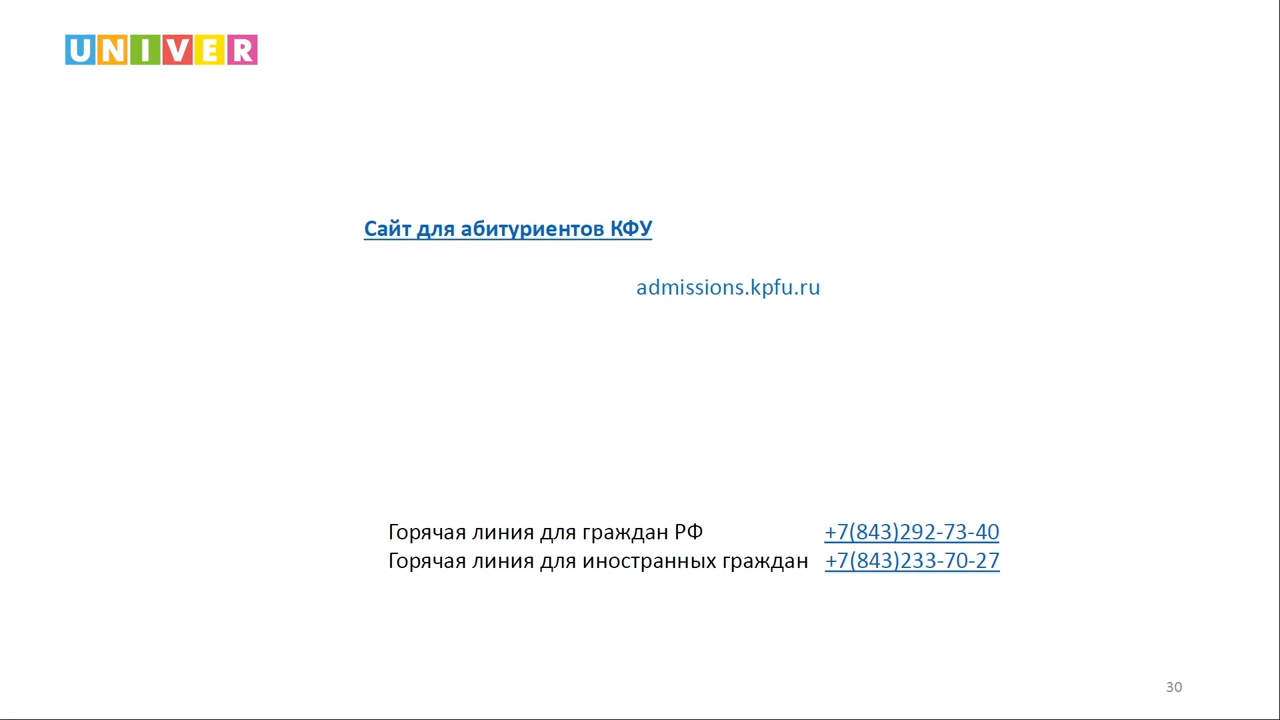 UNIVER
Сайт для абитуриентов КФУ
admissions.kpfu.ru
Горячая линия для граждан РФ +7(843)292-73-40
Горячая линия для иностранных граждан +7(843)233-70-27
30